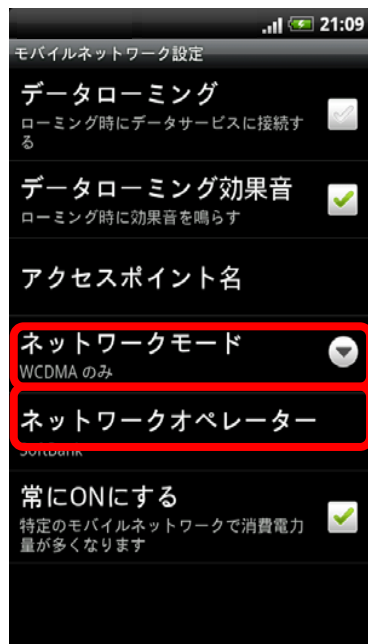 21:09
モバイルネットワーク設定
データローミング
ローミング時にデータサービスに接続す
る
データローミング効果音
ローミング時に効果音を鳴らす
アクセスポイント名
ネットワークモード
WCDMA のみ
ネットワークオペレーター
SoftBank
常にONにする
特定のモバイルネットワークで消費電力
量が多くなります